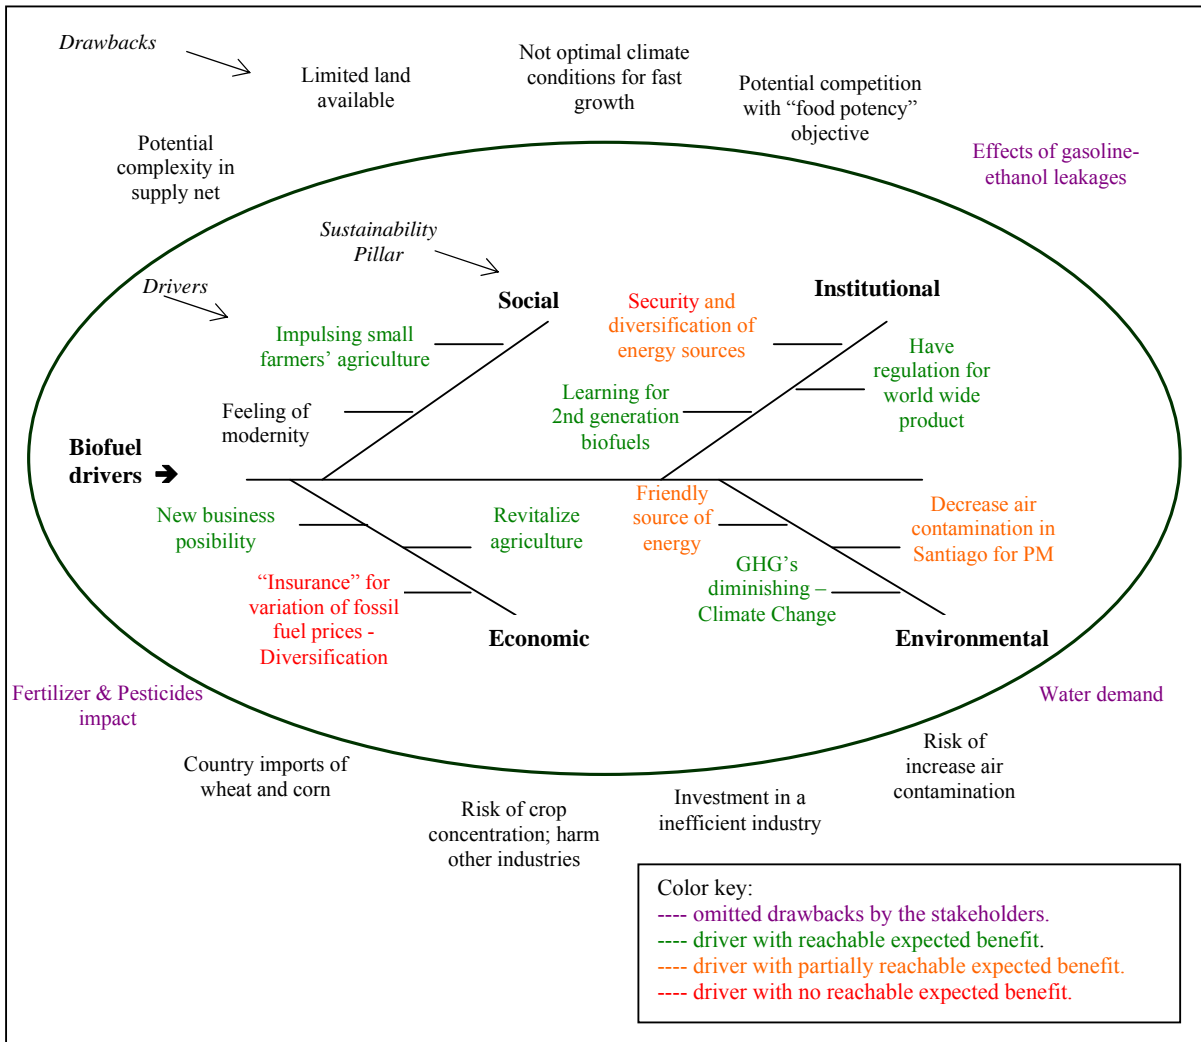 Drawbacks
Limited land
available
Not optimal climate
conditions for fast
growth
Potential competition
with “food potency”
objective
Potential
complexity in
supply net
Effects of gasoline-
ethanol leakages
Sustainability
Pillar
Drivers
Social
Institutional
Impulsing small
farmers’ agriculture
Security and
diversification of
energy sources
Have
regulation for
world wide
product
Feeling of
modernity
Learning for
2nd generation
biofuels
Biofuel
drivers ➔
New business
posibility
Revitalize
agriculture
Friendly
source of
energy
Decrease air
contamination in
Santiago for PM
“Insurance” for
variation of fossil
fuel prices -
Diversification
GHG’s
diminishing –
Climate Change
Economic
Environmental
Fertilizer & Pesticides
impact
Water demand
Country imports of
wheat and corn
Risk of crop
concentration; harm
other industries
Investment in a
inefficient industry
Risk of
increase air
contamination
Color key:
---- omitted drawbacks by the stakeholders.
---- driver with reachable expected benefit.
---- driver with partially reachable expected benefit.
---- driver with no reachable expected benefit.